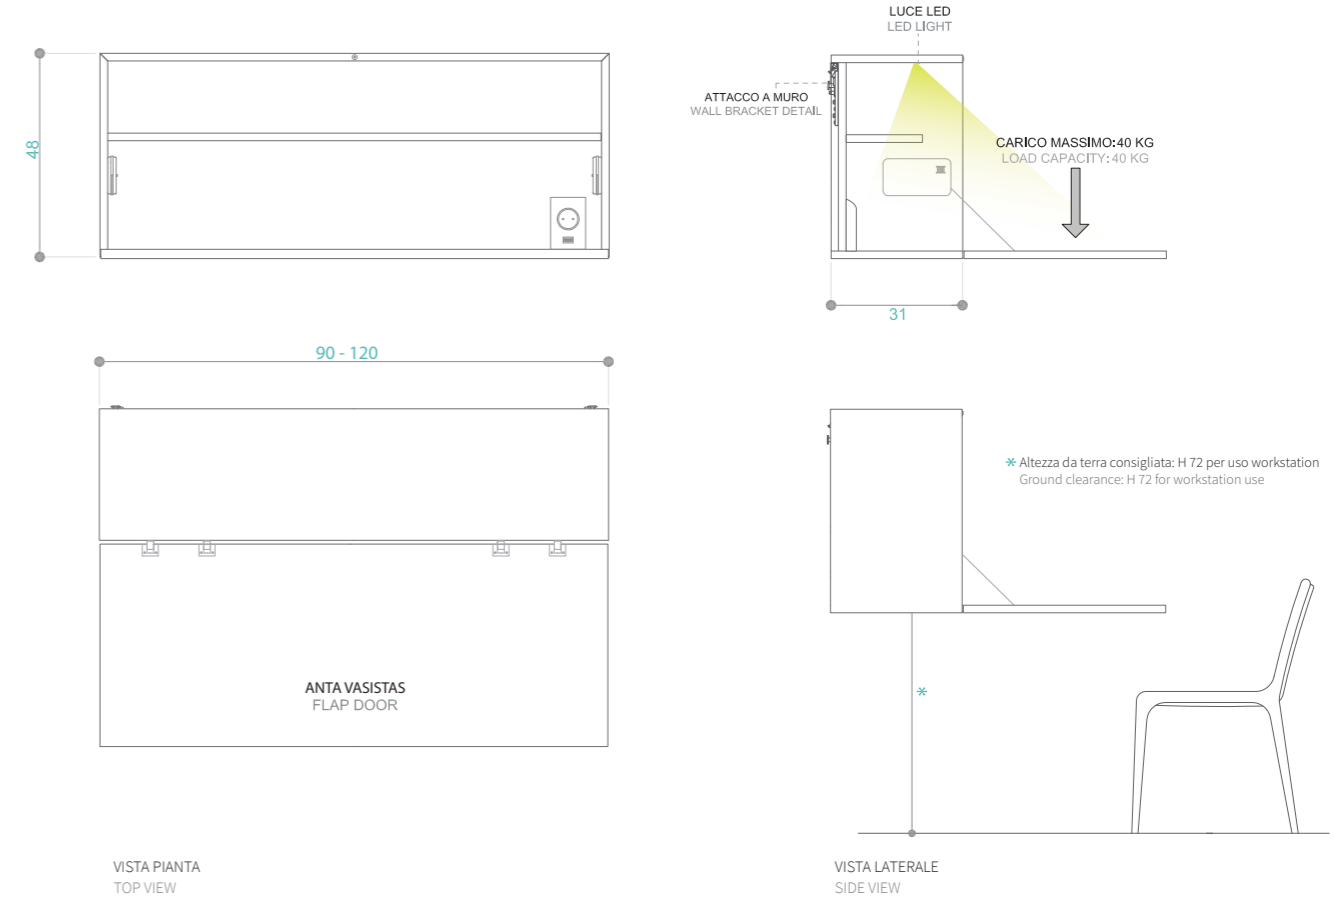 LUCE LED
LED LIGHT
48
ATTACCO A MURO
WALL BRACKET DETAIL
CARICO MASSIMO: 40 KG
LOAD CAPACITY: 40 KG
31
90 - 120
* Altezza da terra consigliata: H 72 per uso workstation
Ground clearance: H 72 for workstation use
ANTA VASISTAS
FLAP DOOR
*
VISTA PIANTA
TOP VIEW
VISTA LATERALE
SIDE VIEW